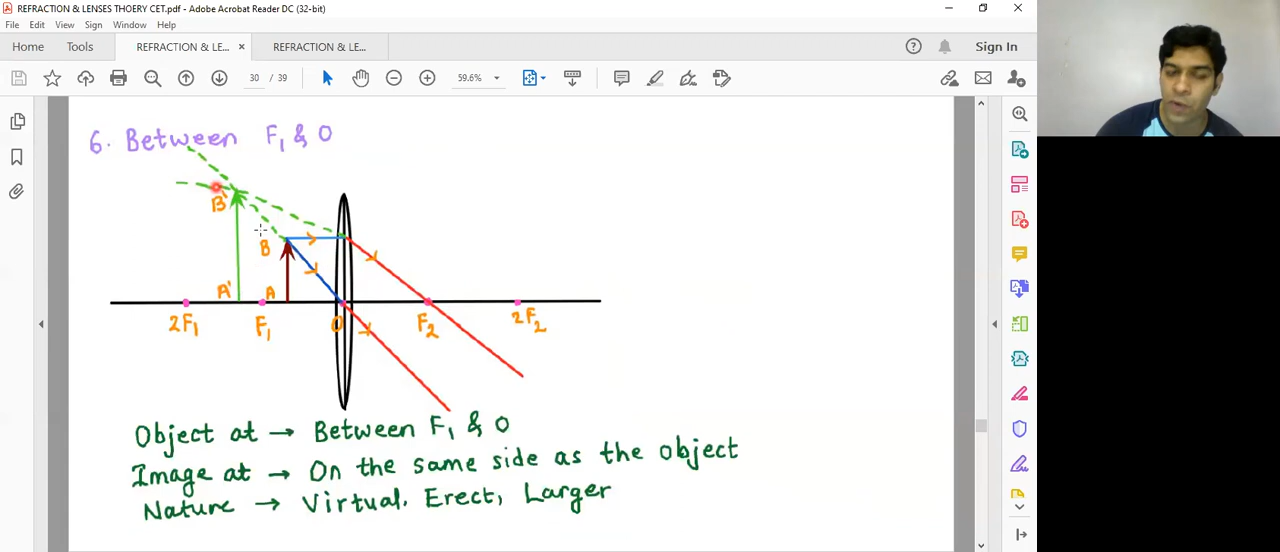 REFRACTION & LENSES THOERY CET.pdf - Adobe Acrobat Reader DC (32-bit)
File Edit View Sign Window Help
Home Tools REFRACTION & LE... × REFRACTION & LE... Sign In
30 / 39 59.6%
6. Between F₁ & O
B'
B
A' A
2F₁ F₁ O F₂ 2F₂
Object at → Between F₁ & O
Image at → On the same side as the object
Nature → Virtual, Erect, Larger